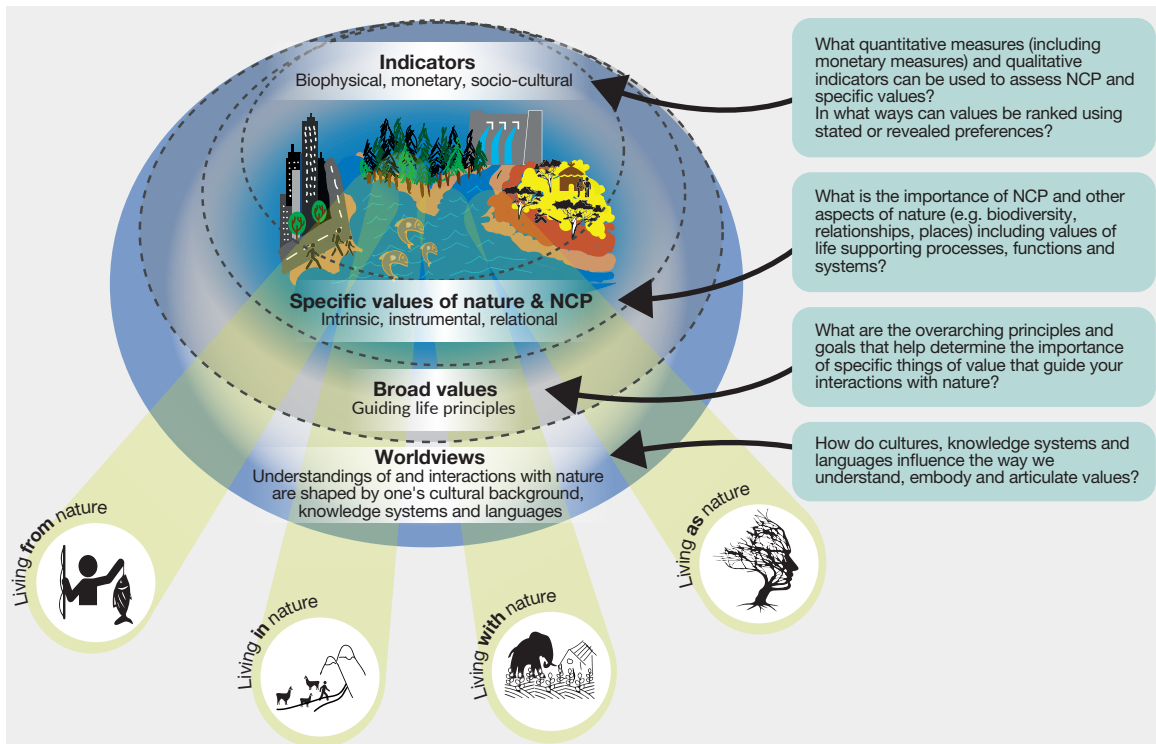 Indicators
Biophysical, monetary, socio-cultural
Specific values of nature & NCP
Intrinsic, instrumental, relational
Broad values
Guiding life principles
Worldviews
Understandings of and interactions with nature
are shaped by one's cultural background,
knowledge systems and languages
What quantitative measures (including
monetary measures) and qualitative
indicators can be used to assess NCP and
specific values?
In what ways can values be ranked using
stated or revealed preferences?
What is the importance of NCP and other
aspects of nature (e.g. biodiversity,
relationships, places) including values of
life supporting processes, functions and
systems?
What are the overarching principles and
goals that help determine the importance
of specific things of value that guide your
interactions with nature?
How do cultures, knowledge systems and
languages influence the way we
understand, embody and articulate values?
Living from nature
Living in nature
Living with nature
Living as nature